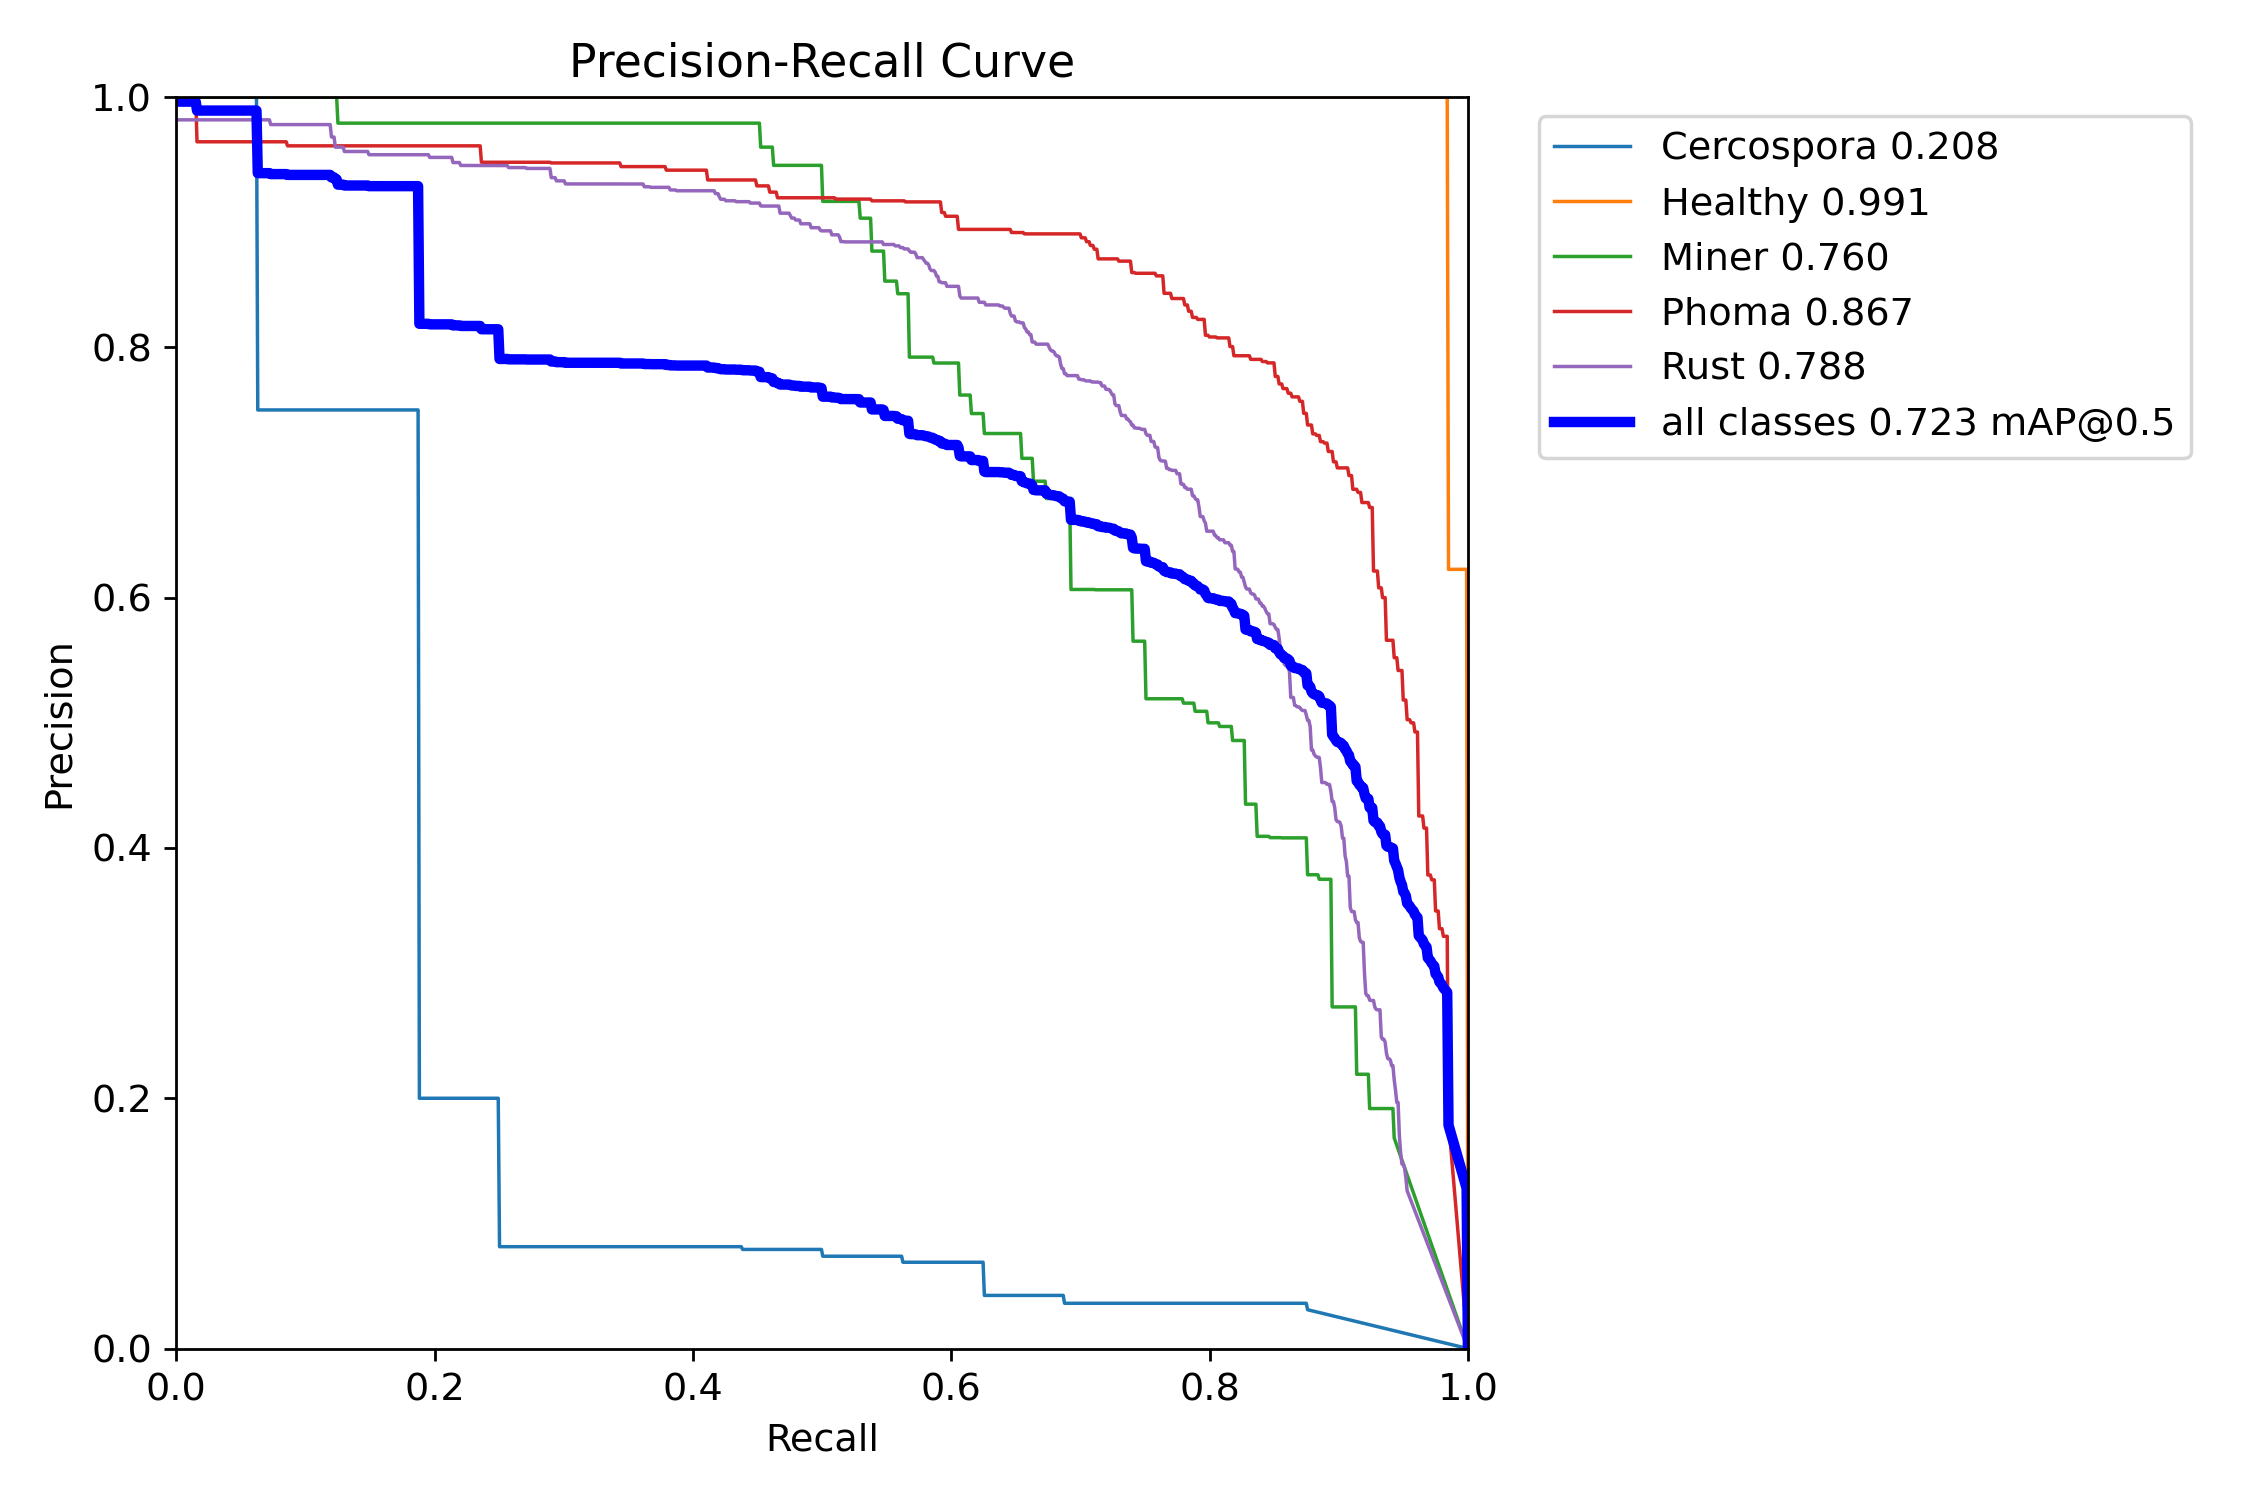 Precision-Recall Curve
1.0
0.8
0.6
0.4
0.2
0.0
Precision
0.0 0.2 0.4 0.6 0.8 1.0
Recall
Cercospora 0.208
Healthy 0.991
Miner 0.760
Phoma 0.867
Rust 0.788
all classes 0.723 mAP@0.5